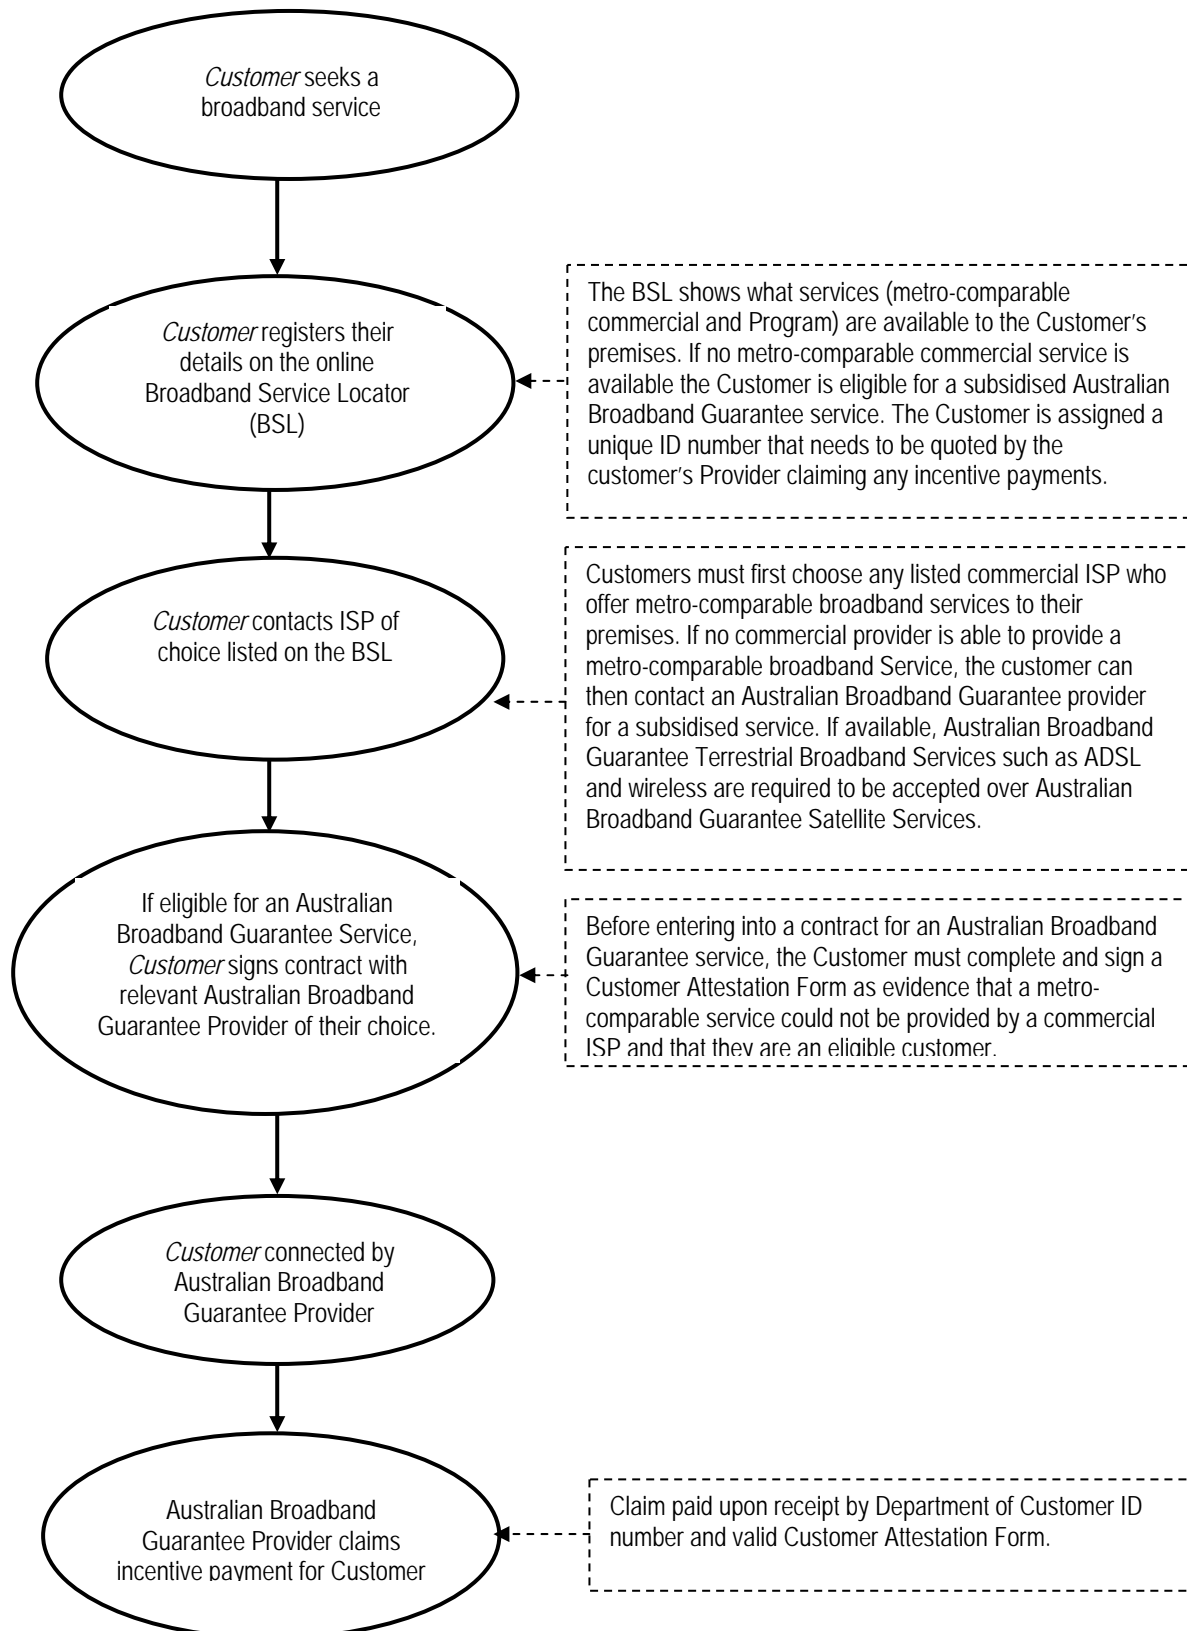 Customer seeks a
broadband service
Customer registers their
details on the online
Broadband Service Locator
(BSL)
The BSL shows what services (metro-comparable
commercial and Program) are available to the Customer's
premises. If no metro-comparable commercial service is
available the Customer is eligible for a subsidised Australian
Broadband Guarantee service. The Customer is assigned a
unique ID number that needs to be quoted by the
customer's Provider claiming any incentive payments.
Customer contacts ISP of
choice listed on the BSL
Customers must first choose any listed commercial ISP who
offer metro-comparable broadband services to their
premises. If no commercial provider is able to provide a
metro-comparable broadband Service, the customer can
then contact an Australian Broadband Guarantee provider
for a subsidised service. If available, Australian Broadband
Guarantee Terrestrial Broadband Services such as ADSL
and wireless are required to be accepted over Australian
Broadband Guarantee Satellite Services.
If eligible for an Australian
Broadband Guarantee Service,
Customer signs contract with
relevant Australian Broadband
Guarantee Provider of their choice.
Before entering into a contract for an Australian Broadband
Guarantee service, the Customer must complete and sign a
Customer Attestation Form as evidence that a metro-
comparable service could not be provided by a commercial
ISP and that they are an eligible customer.
Customer connected by
Australian Broadband
Guarantee Provider
Australian Broadband
Guarantee Provider claims
incentive payment for Customer
Claim paid upon receipt by Department of Customer ID
number and valid Customer Attestation Form.